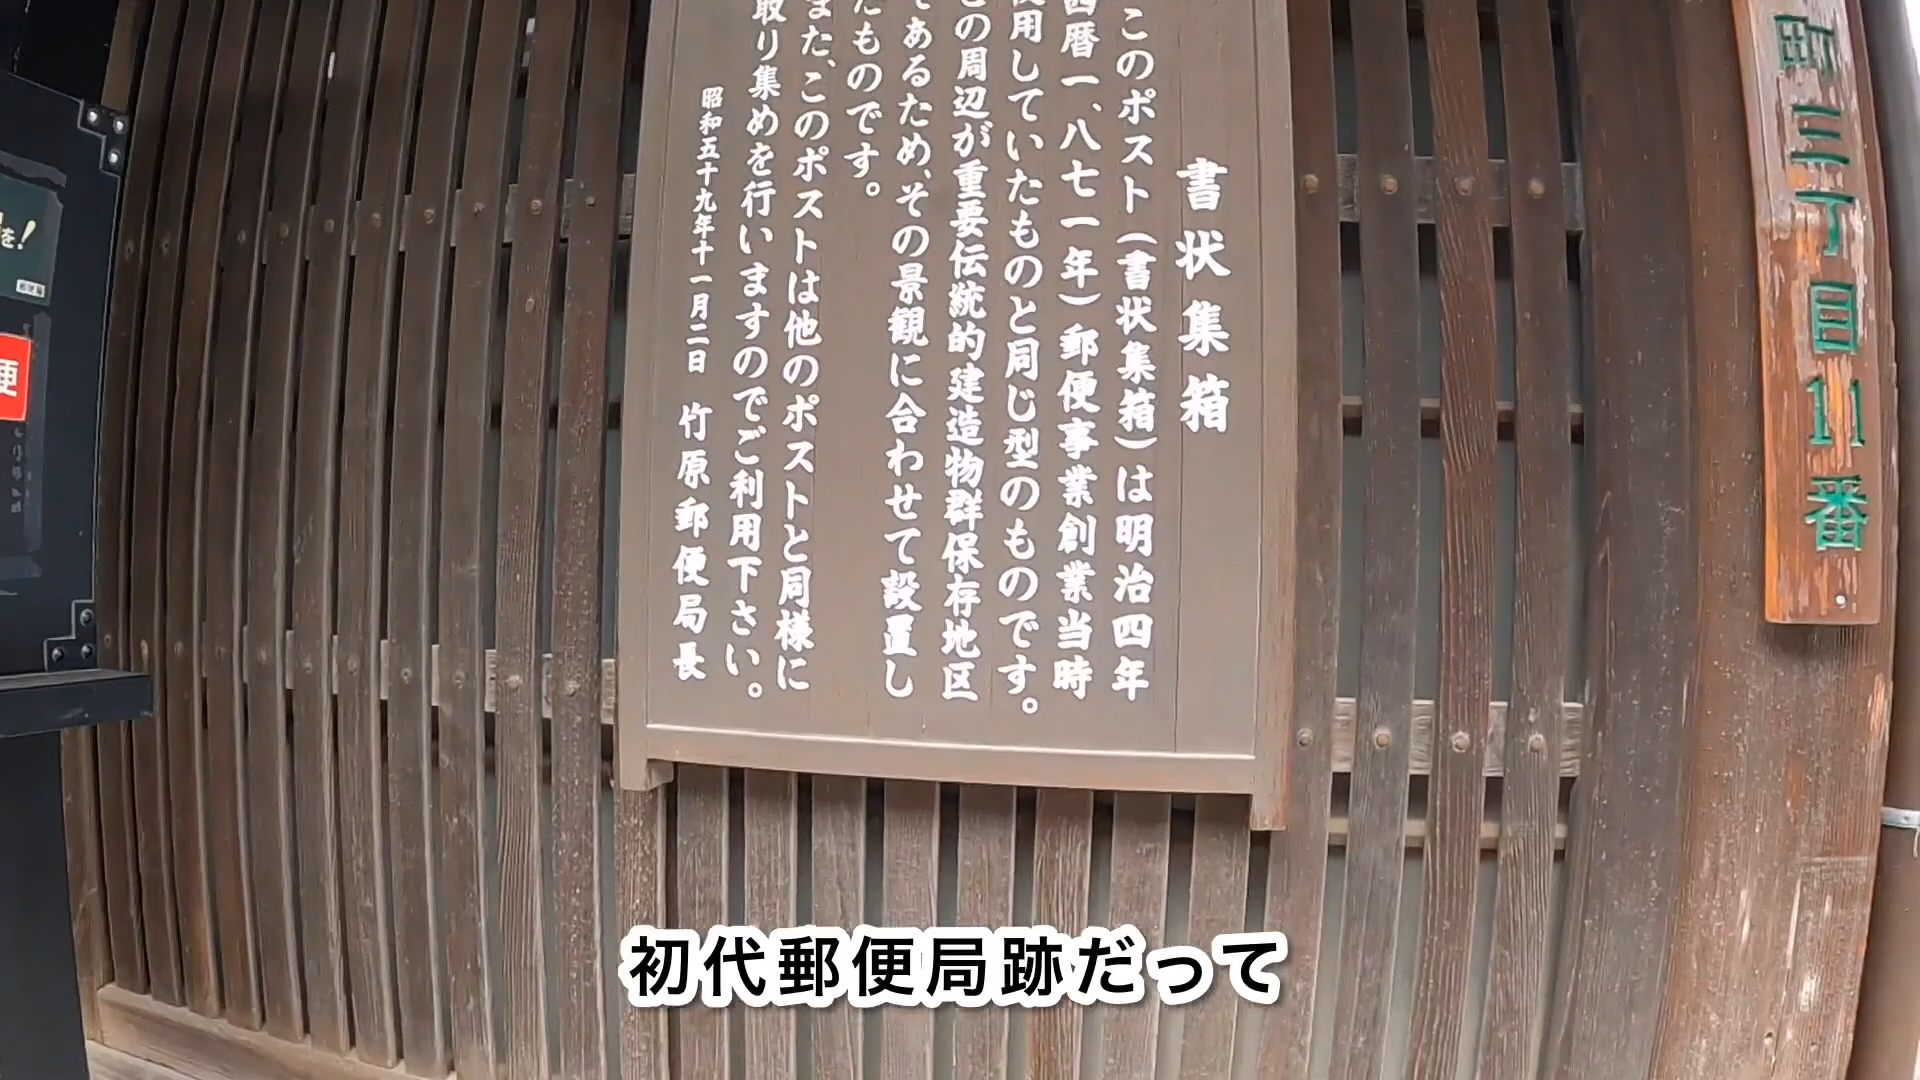 書状集箱
このポスト(書状集箱)は明治四年
西暦一、八七一年)郵便事業創業当時
使用していたものと同じ型のものです。
この周辺が重要伝統的建造物群保存地区
であるため、その景観に合わせて設置し
たものです。
また、このポストは他のポストと同様に
取り集めを行いますのでご利用下さい。
昭和五十九年十一月二日 竹原郵便局長
町三丁目11番
を!
便
初代郵便局跡だって